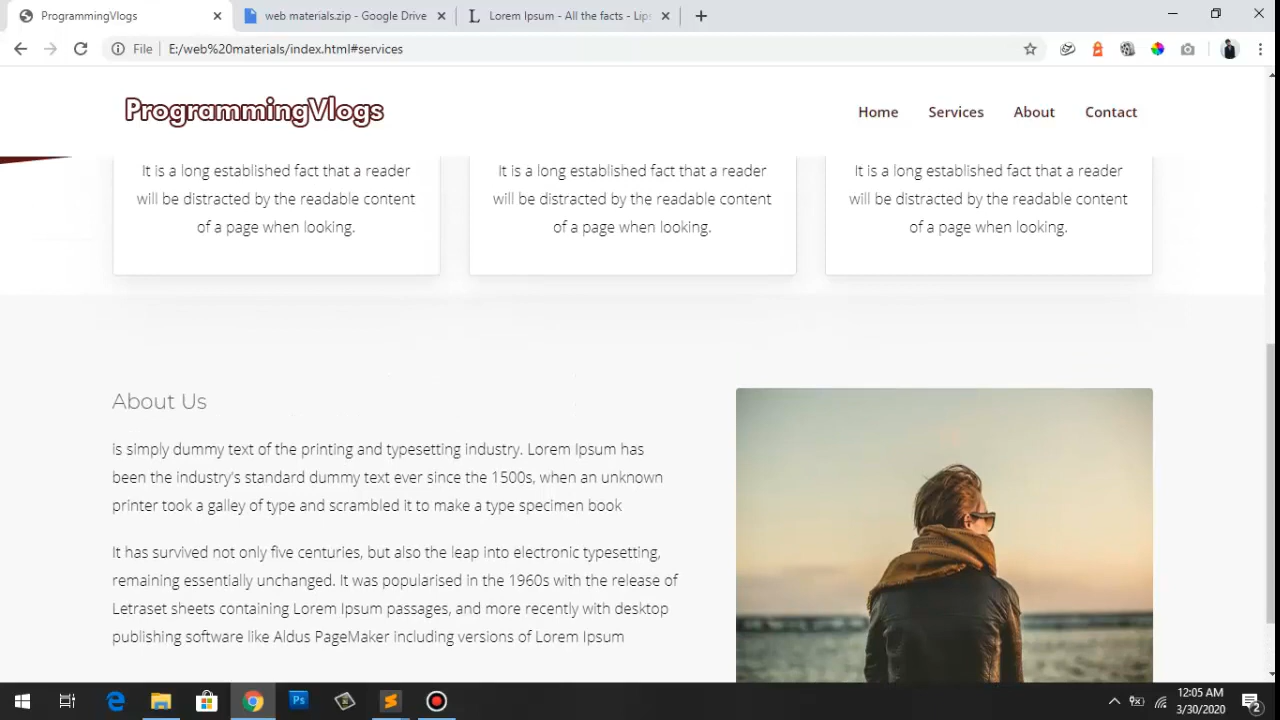 ProgrammingVlogs
web materials.zip - Google Drive
Lorem Ipsum - All the facts - Lips
File
E:/web%20materials/index.html#services
ProgrammingVlogs
Home Services About Contact
It is a long established fact that a reader
will be distracted by the readable content
of a page when looking.
It is a long established fact that a reader
will be distracted by the readable content
of a page when looking.
It is a long established fact that a reader
will be distracted by the readable content
of a page when looking.
About Us
is simply dummy text of the printing and typesetting industry. Lorem Ipsum has
been the industry's standard dummy text ever since the 1500s, when an unknown
printer took a galley of type and scrambled it to make a type specimen book
It has survived not only five centuries, but also the leap into electronic typesetting,
remaining essentially unchanged. It was popularised in the 1960s with the release of
Letraset sheets containing Lorem Ipsum passages, and more recently with desktop
publishing software like Aldus PageMaker including versions of Lorem Ipsum
Ps
12:05 AM
3/30/2020
2